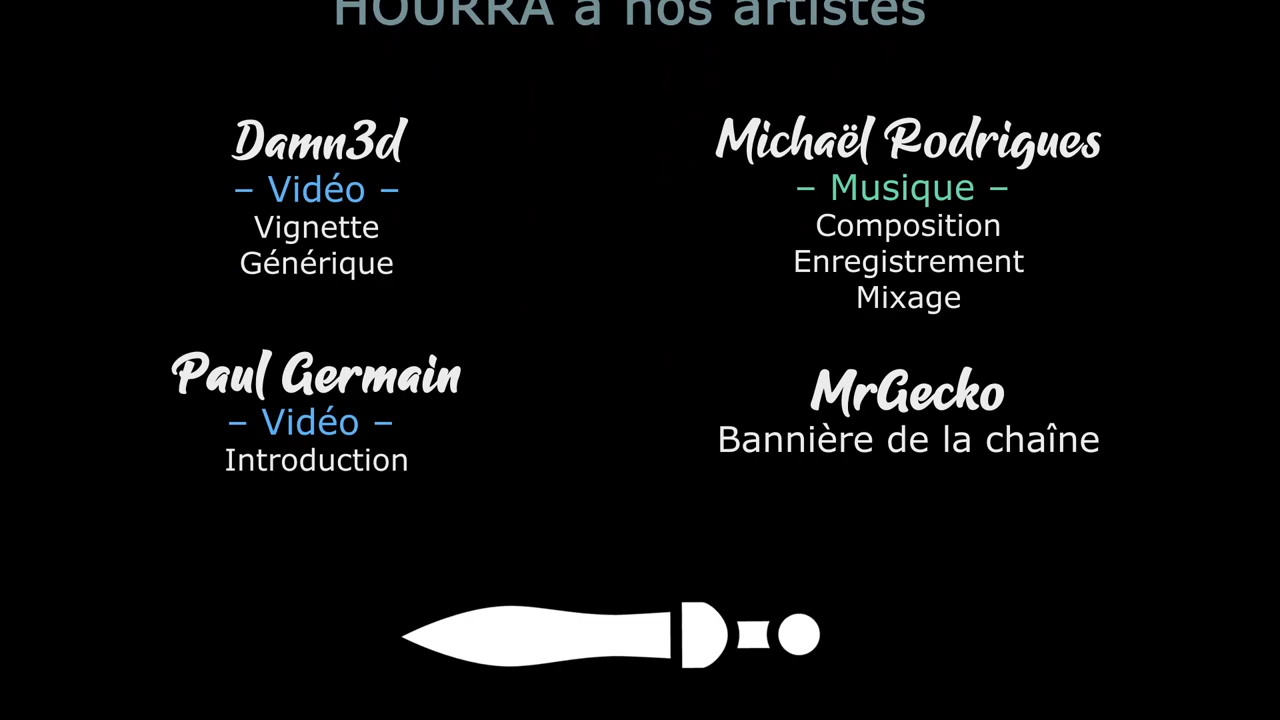 HOURRA à nos artistes
Damn3d
– Vidéo –
Vignette
Générique
Michaël Rodrigues
– Musique –
Composition
Enregistrement
Mixage
Paul Germain
– Vidéo –
Introduction
MrGecko
Bannière de la chaîne